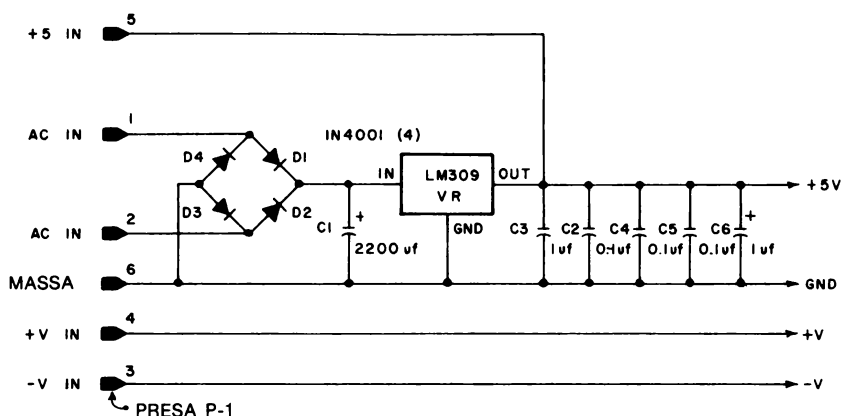 +5 IN 5
AC IN 1
IN4001 (4)
D4 D1
IN LM309 OUT
VR
+5V
D3 D2
GND
AC IN 2
C1 + 2200uf
C3 1uf
C2 0.1uf
C4 0.1uf
C5 0.1uf
C6 + 1uf
MASSA 6
GND
+V IN 4
+V
-V IN 3
-V
PRESA P-1